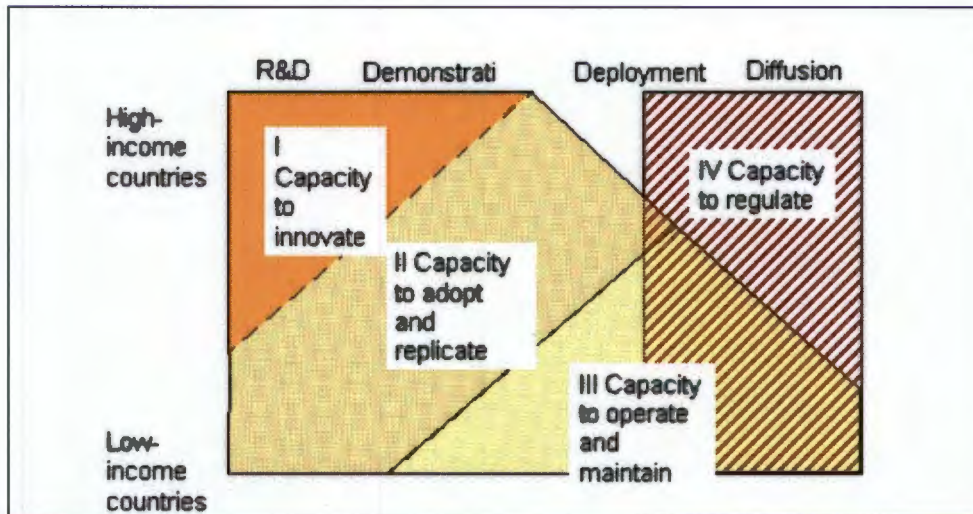 R&D Demonstrati Deployment Diffusion
High-
income
countries
I
Capacity
to
innovate
II Capacity
to adopt
and
replicate
IV Capacity
to regulate
III Capacity
to operate
and
maintain
Low-
income
countries